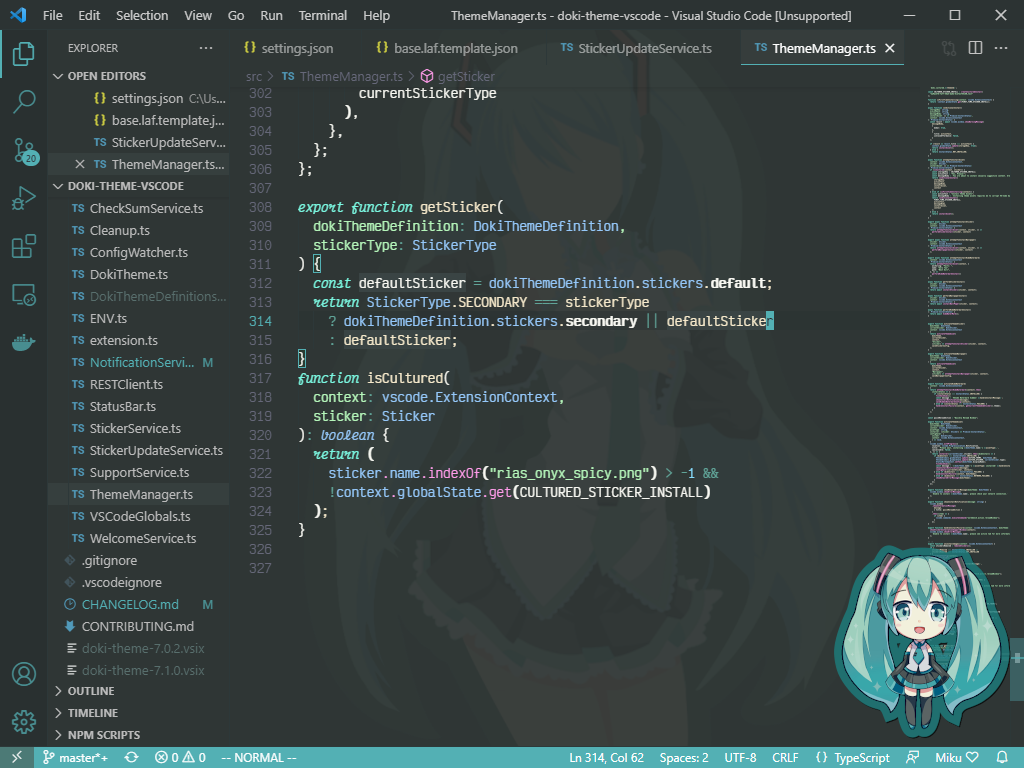 File Edit Selection View Go Run Terminal Help
ThemeManager.ts - doki-theme-vscode - Visual Studio Code [Unsupported]
EXPLORER
{} settings.json
{} base.laf.template.json
TS StickerUpdateService.ts
TS ThemeManager.ts
OPEN EDITORS
{} settings.json C:\Us...
{} base.laf.template.j...
TS StickerUpdateServ...
TS ThemeManager.ts...
DOKI-THEME-VSCODE
TS CheckSumService.ts
TS Cleanup.ts
TS ConfigWatcher.ts
TS DokiTheme.ts
TS DokiThemeDefinitions...
TS ENV.ts
TS extension.ts
TS NotificationServi... M
TS RESTClient.ts
TS StatusBar.ts
TS StickerService.ts
TS StickerUpdateService.ts
TS SupportService.ts
TS ThemeManager.ts
TS VSCodeGlobals.ts
TS WelcomeService.ts
.gitignore
.vscodeignore
CHANGELOG.md M
CONTRIBUTING.md
doki-theme-7.0.2.vsix
doki-theme-7.1.0.vsix
OUTLINE
TIMELINE
NPM SCRIPTS
20
src > TS ThemeManager.ts > getSticker
302 currentStickerType
303 ),
304 },
305 };
306 };
307
308 export function getSticker(
309 dokiThemeDefinition: DokiThemeDefinition,
310 stickerType: StickerType
311 ) {
312 const defaultSticker = dokiThemeDefinition.stickers.default;
313 return StickerType.SECONDARY === stickerType
314 ? dokiThemeDefinition.stickers.secondary || defaultSticker
315 : defaultSticker;
316 }
317 function isCultured(
318 context: vscode.ExtensionContext,
319 sticker: Sticker
320 ): boolean {
321 return (
322 sticker.name.indexOf("rias_onyx_spicy.png") > -1 &&
323 !context.globalState.get(CULTURED_STICKER_INSTALL)
324 );
325 }
326
327
master*+ 0 0 -- NORMAL --
Ln 314, Col 62 Spaces: 2 UTF-8 CRLF {} TypeScript Miku